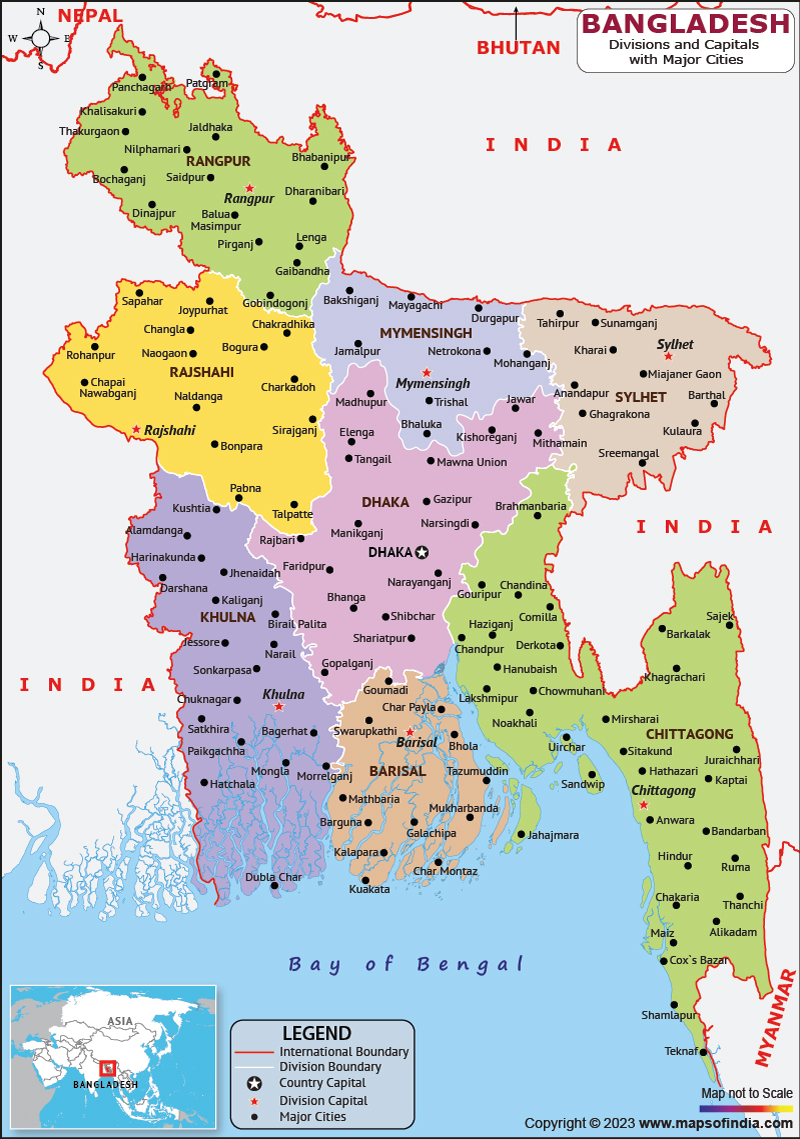 NEPAL
N
W
E
S
BHUTAN
BANGLADESH
Divisions and Capitals
with Major Cities
INDIA
Panchagarh
Patgram
Khalisakuri
Thakurgaon
Jaldhaka
Nilphamari
RANGPUR
Bhabanipur
Bochaganj
Saidpur
Rangpur
Dharanibari
Dinajpur
Balua
Masimpur
Pirganj
Lenga
Gaibandha
Gobindogonj
Sapahar
Joypurhat
Changla
Chakradhika
Rohanpur
Naogaon
Bogura
RAJSHAHI
Chapai
Nawabganj
Charkadoh
Naldanga
Rajshahi
Sirajganj
Bonpara
Pabna
Talpatte
Bakshiganj
Mayagachi
Durgapur
MYMENSINGH
Jamalpur
Netrokona
Mohanganj
Mymensingh
Trishal
Bhaluka
Tahirpur
Sunamganj
Kharai
Sylhet
Miajaner Gaon
Anandapur
SYLHET
Barthal
Ghagrakona
Kulaura
Sreemangal
Madhupur
Jawar
Elenga
Kishoreganj
Mithamain
Tangail
Mawna Union
DHAKA
Gazipur
Narsingdi
Manikganj
Rajbari
DHAKA
Faridpur
Narayanganj
Bhanga
Shibchar
Shariatpur
Gopalganj
INDIA
Kushtia
Alamdanga
Harinakunda
Jhenaidah
Darshana
Kaliganj
KHULNA
Birail Palita
Jessore
Narail
Sonkarpasa
INDIA
Chuknagar
Khulna
Satkhira
Bagerhat
Paikgachha
Mongla
Morrelganj
Hatchala
Dubla Char
Goumadi
Char Payla
Swarupkathi
Barisal
Bhola
BARISAL
Tazumuddin
Mathbaria
Mukharbanda
Barguna
Galachipa
Kalapara
Char Montaz
Kuakata
Brahmanbaria
Gouripur
Chandina
Comilla
Haziganj
Chandpur
Derkota
Hanubaish
Lakshmipur
Chowmuhani
Noakhali
Mirsharai
Uirchar
Sandwip
Jahajmara
Sajek
Barkalak
Khagrachari
CHITTAGONG
Sitakund
Juraichhari
Hathazari
Kaptai
Chittagong
Anwara
Bandarban
Hindur
Ruma
Chakaria
Thanchi
Maiz
Alikadam
Cox`s Bazar
Shamlapur
Teknaf
MYANMAR
Bay of Bengal
ASIA
BANGLADESH
LEGEND
International Boundary
Division Boundary
Country Capital
Division Capital
Major Cities
Map not to Scale
Copyright © 2023 www.mapsofindia.com